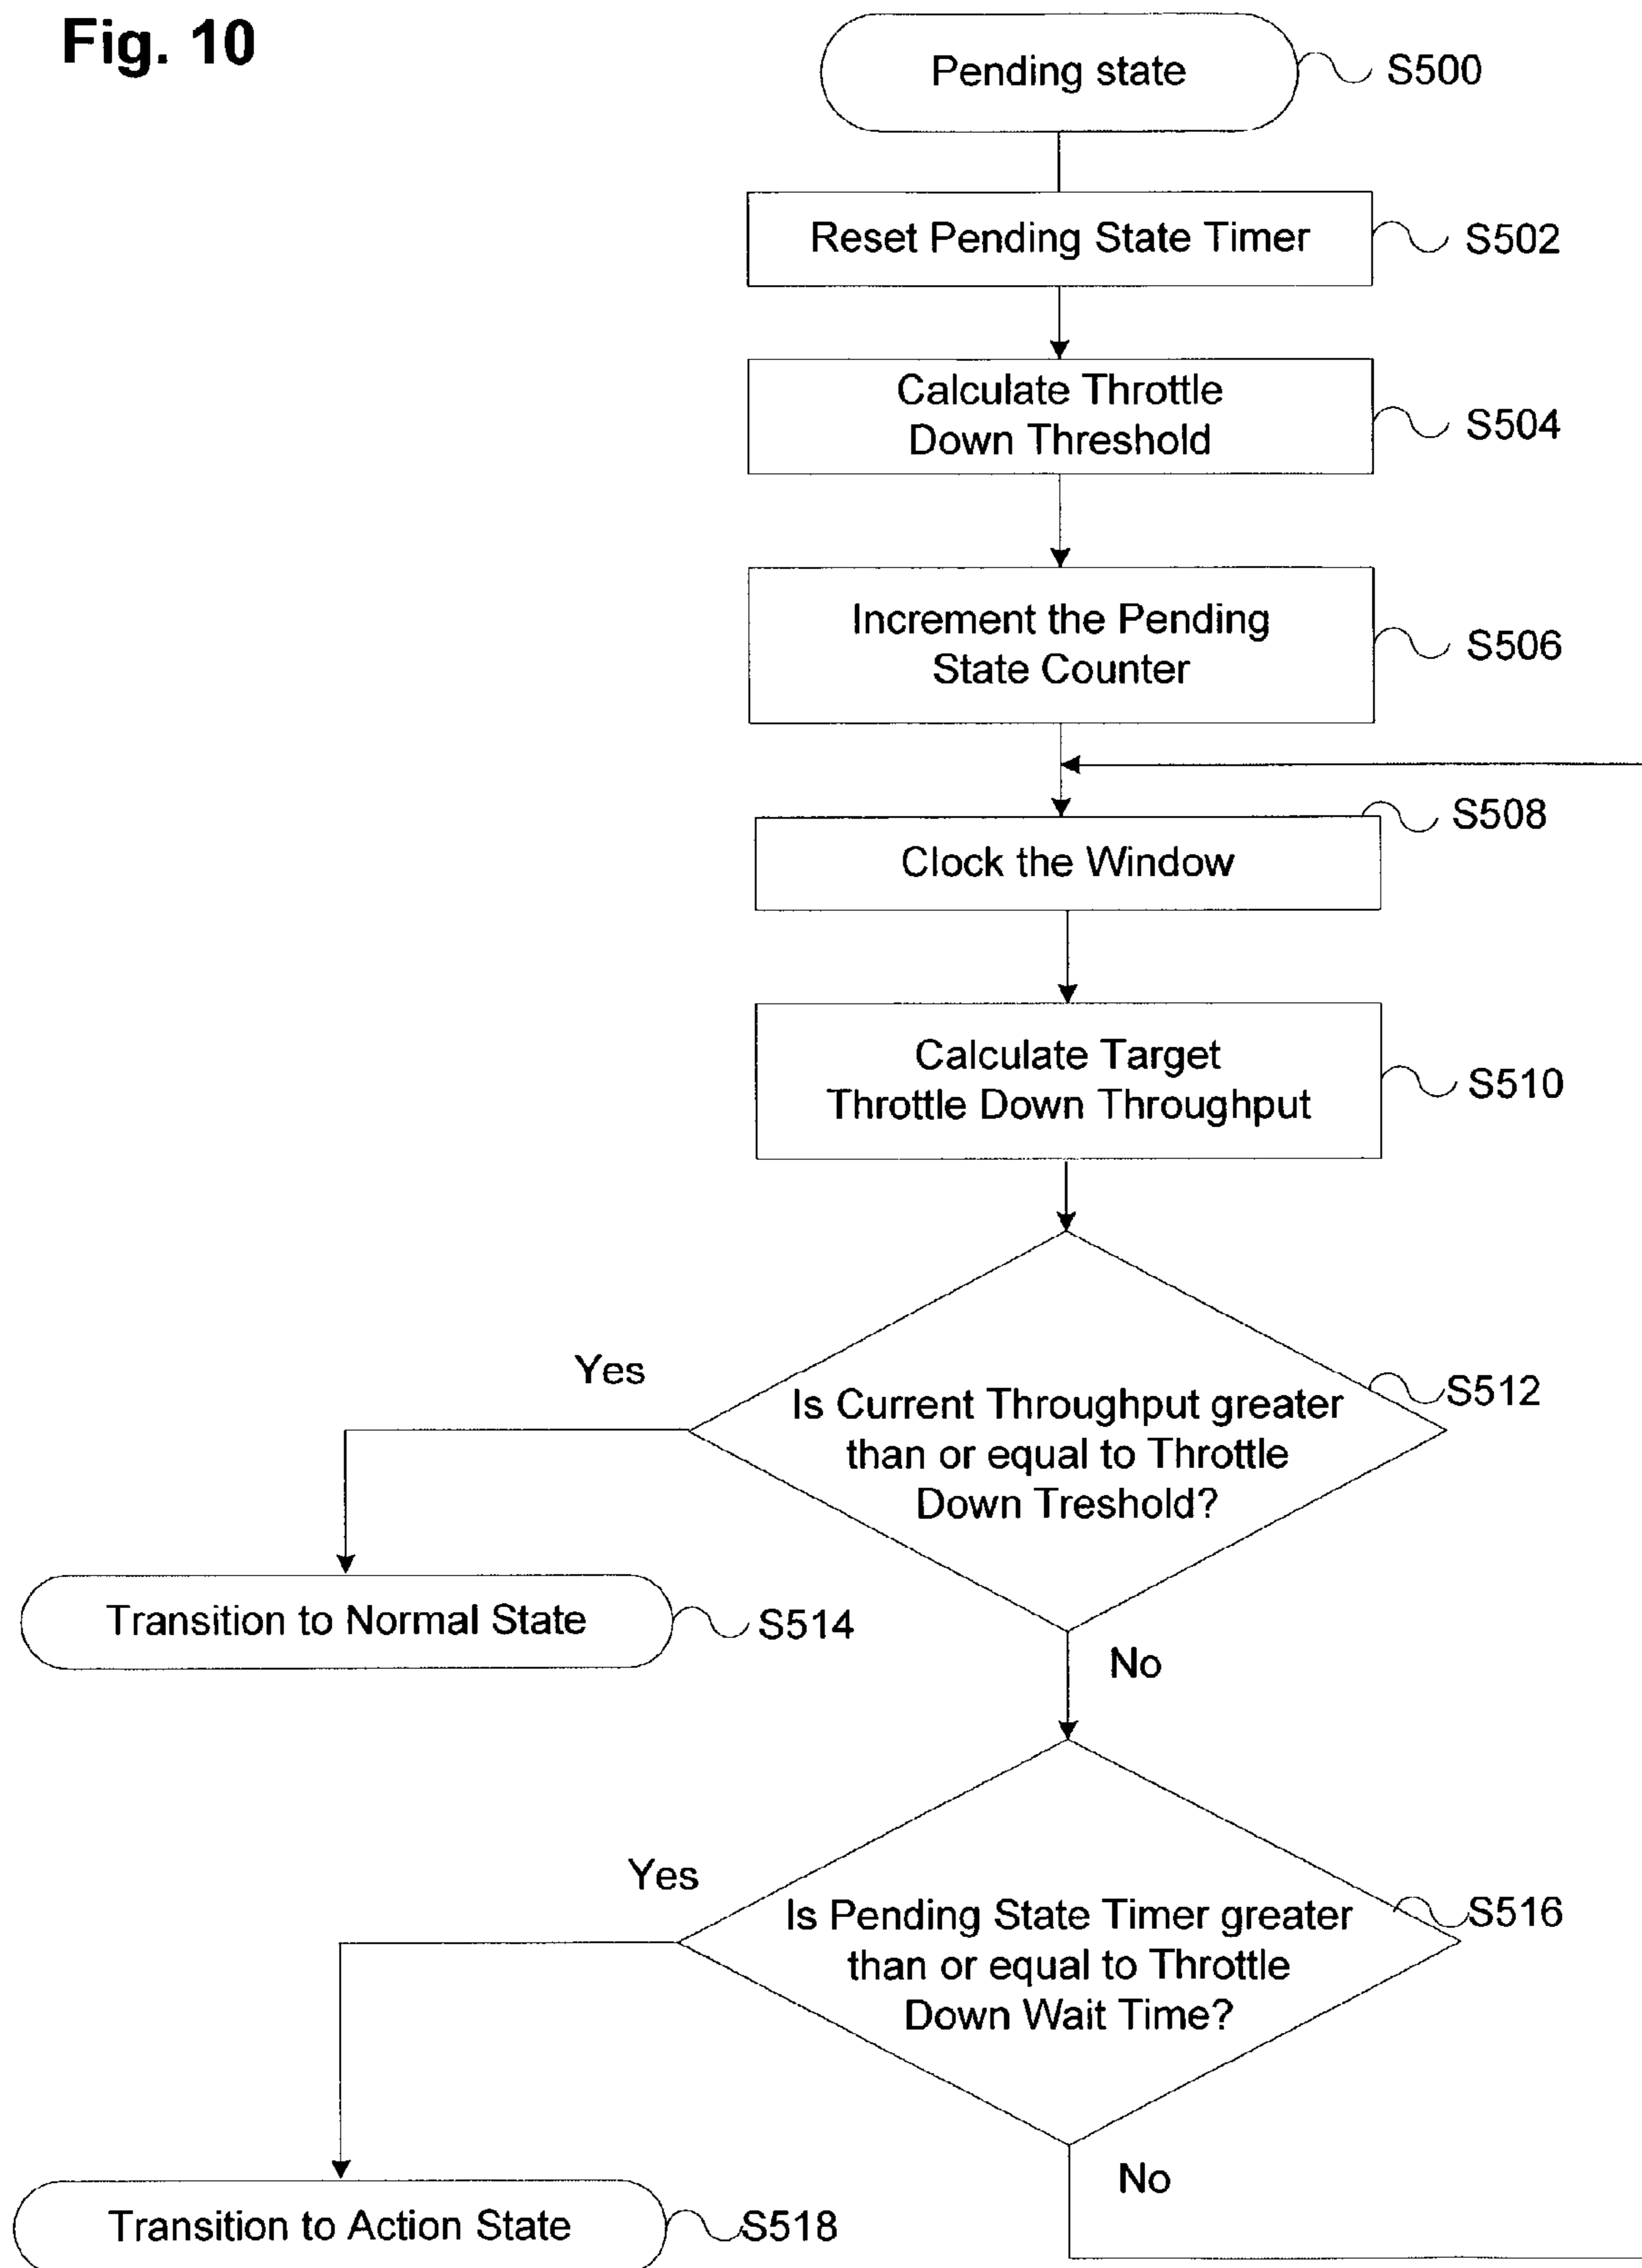 Fig. 10
Pending state
S500
Reset Pending State Timer
S502
Calculate Throttle
Down Threshold
S504
Increment the Pending
State Counter
S506
S508
Clock the Window
Calculate Target
Throttle Down Throughput
S510
Yes
Is Current Throughput greater
than or equal to Throttle
Down Treshold?
S512
Transition to Normal State
S514
No
Yes
Is Pending State Timer greater
than or equal to Throttle
Down Wait Time?
S516
No
Transition to Action State
S518